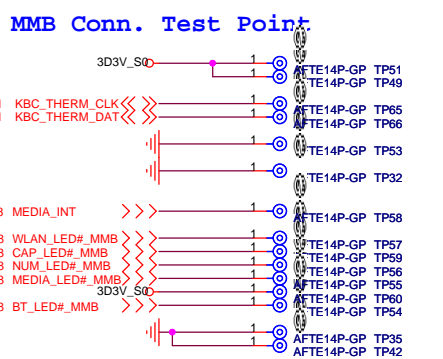 MMB Conn. Test Point
3D3V_S0 1 AFTE14P-GP TP51
1 AFTE14P-GP TP49
KBC_THERM_CLK 1 AFTE14P-GP TP65
KBC_THERM_DAT 1 AFTE14P-GP TP66
1 TE14P-GP TP53
1 TE14P-GP TP32
MEDIA_INT 1 AFTE14P-GP TP58
WLAN_LED#_MMB 1 TE14P-GP TP57
CAP_LED#_MMB 1 TE14P-GP TP59
NUM_LED#_MMB 1 TE14P-GP TP56
MEDIA_LED#_MMB 1 AFTE14P-GP TP55
3D3V_S0 1 AFTE14P-GP TP60
BT_LED#_MMB 1 TE14P-GP TP54
1 AFTE14P-GP TP35
1 AFTE14P-GP TP42